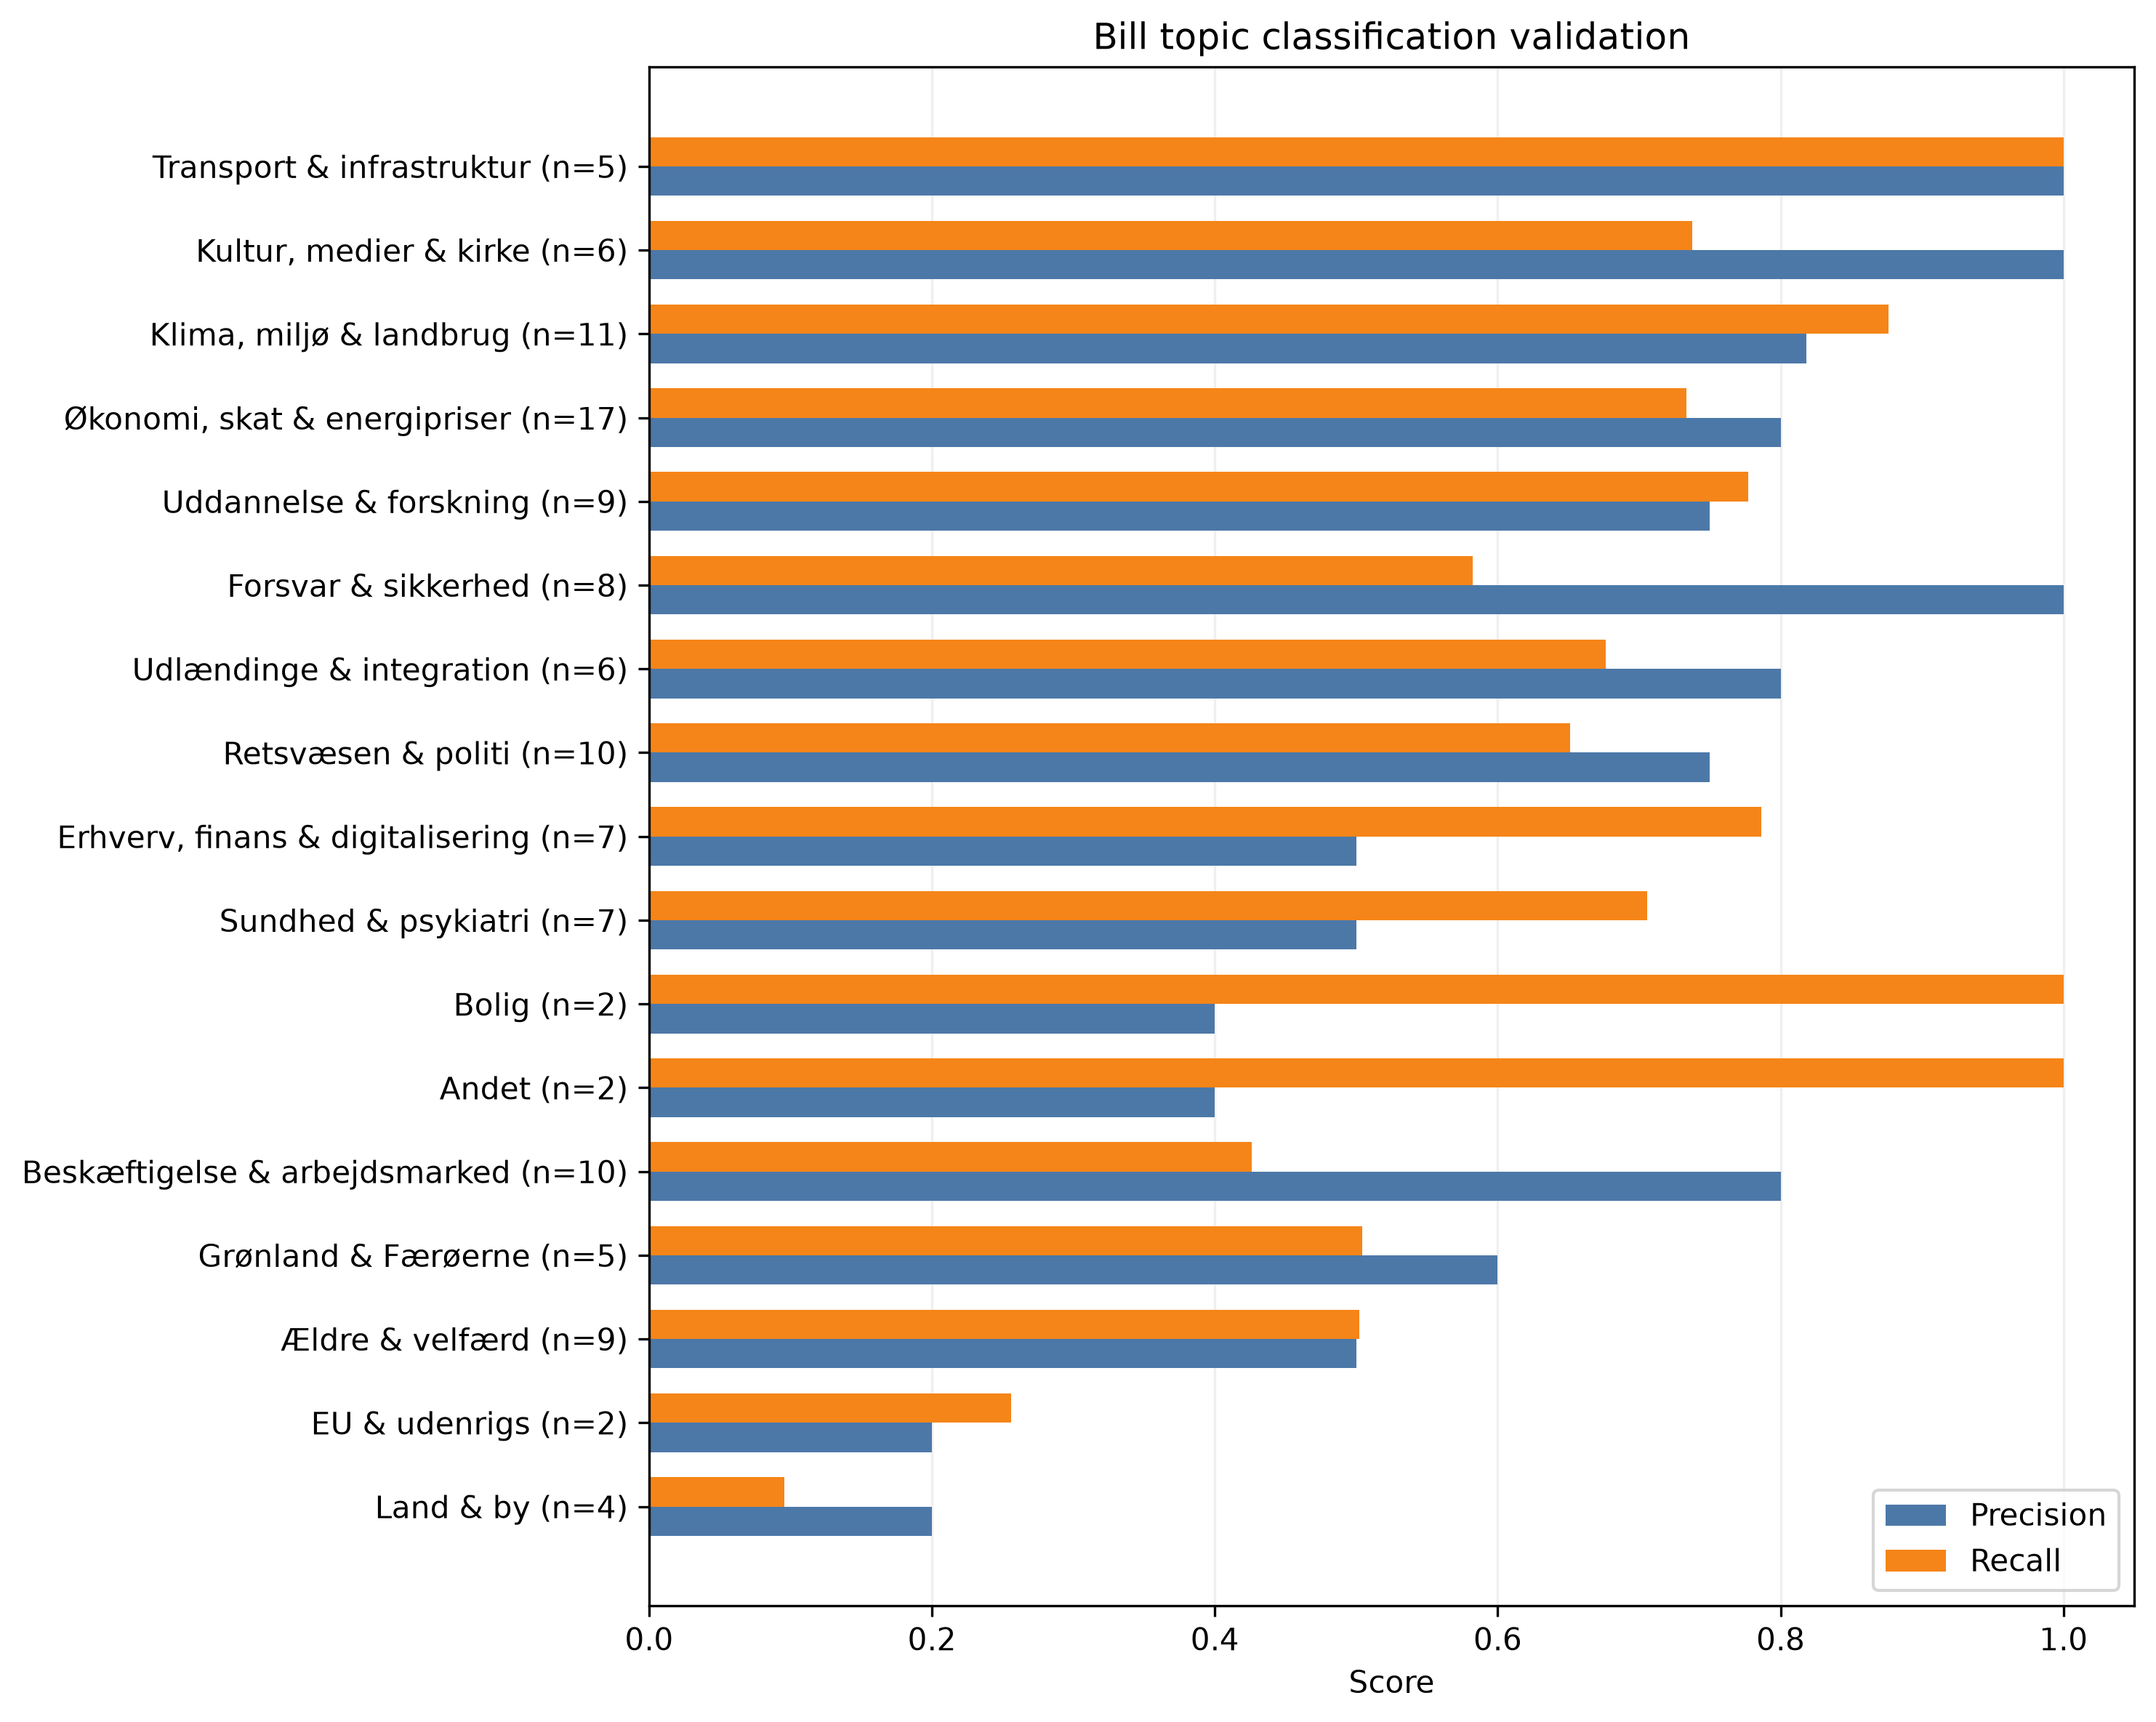 Bill topic classification validation
Transport & infrastruktur (n=5)
Kultur, medier & kirke (n=6)
Klima, miljø & landbrug (n=11)
Økonomi, skat & energipriser (n=17)
Uddannelse & forskning (n=9)
Forsvar & sikkerhed (n=8)
Udlændinge & integration (n=6)
Retsvæsen & politi (n=10)
Erhverv, finans & digitalisering (n=7)
Sundhed & psykiatri (n=7)
Bolig (n=2)
Andet (n=2)
Beskæftigelse & arbejdsmarked (n=10)
Grønland & Færøerne (n=5)
Ældre & velfærd (n=9)
EU & udenrigs (n=2)
Land & by (n=4)
Precision
Recall
0.0 0.2 0.4 0.6 0.8 1.0
Score